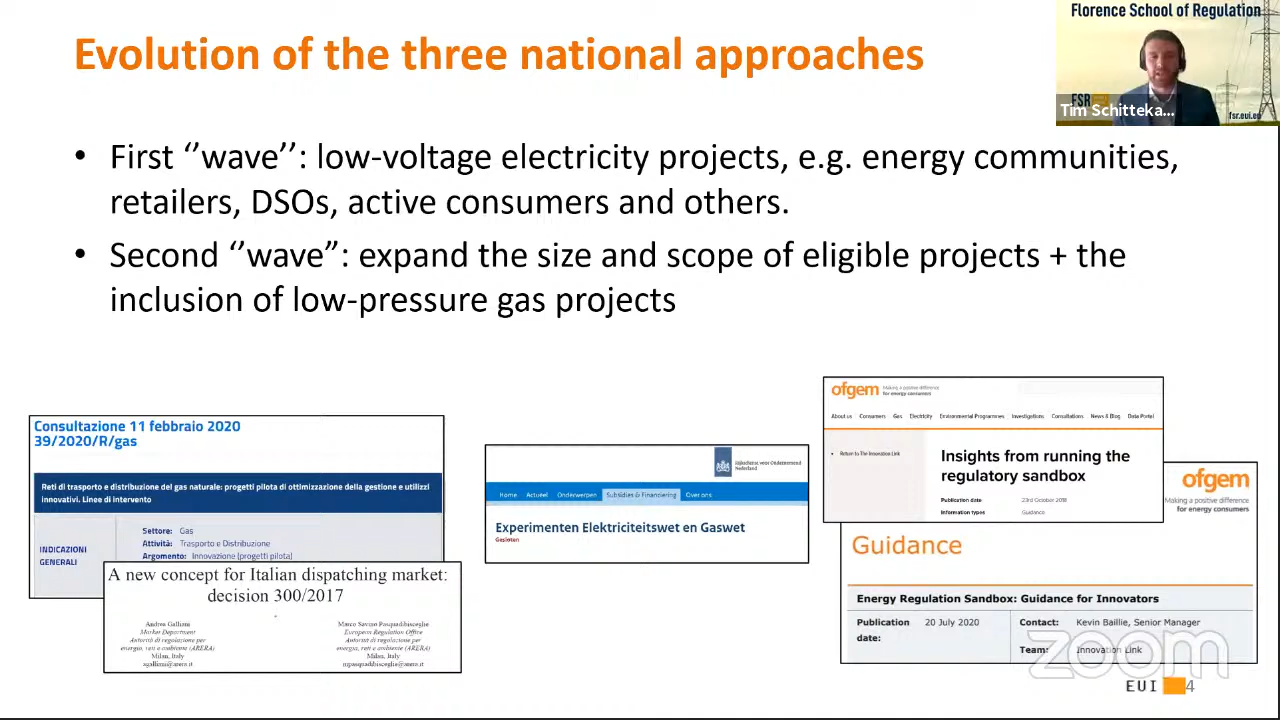 Evolution of the three national approaches
Florence School of Regulation
FSR
fsr.eui.eu
Tim Schitteka...
• First ‘’wave’’: low-voltage electricity projects, e.g. energy communities,
retailers, DSOs, active consumers and others.
• Second ‘’wave”: expand the size and scope of eligible projects + the
inclusion of low-pressure gas projects
Consultazione 11 febbraio 2020
39/2020/R/gas
Reti di trasporto e distribuzione del gas naturale: progetti pilota di ottimizzazione della gestione e utilizzi
innovativi. Linee di intervento
INDICAZIONI
GENERALI
Settore: Gas
Attività: Trasporto e Distribuzione
Argomento: Innovazione (progetti pilota)
A new concept for Italian dispatching market:
decision 300/2017
Andrea Galliani
Market Department
Autorità di regolazione per
energia, reti e ambiente (ARERA)
Milan, Italy
agalliani@arera.it
Marco Savino Pasquadibisceglie
European Regulation Office
Autorità di regolazione per
energia, reti e ambiente (ARERA)
Milan, Italy
mpasquadibisceglie@arera.it
Rijksdienst voor Ondernemend
Nederland
Home Actueel Onderwerpen Subsidies & Financiering Over ons
Experimenten Elektriciteitswet en Gaswet
Gesloten
ofgem Making a positive difference
for energy consumers
About us Consumers Gas Electricity Environmental Programmes Investigations Consultations News & Blog Data Portal
Return to The Innovation Link
Insights from running the
regulatory sandbox
Publication date 23rd October 2018
Information types Guidance
ofgem
Making a positive difference
for energy consumers
Guidance
Energy Regulation Sandbox: Guidance for Innovators
Publication
date:
20 July 2020
Contact: Kevin Baillie, Senior Manager
Team: Innovation Link
zoom
EUI 4